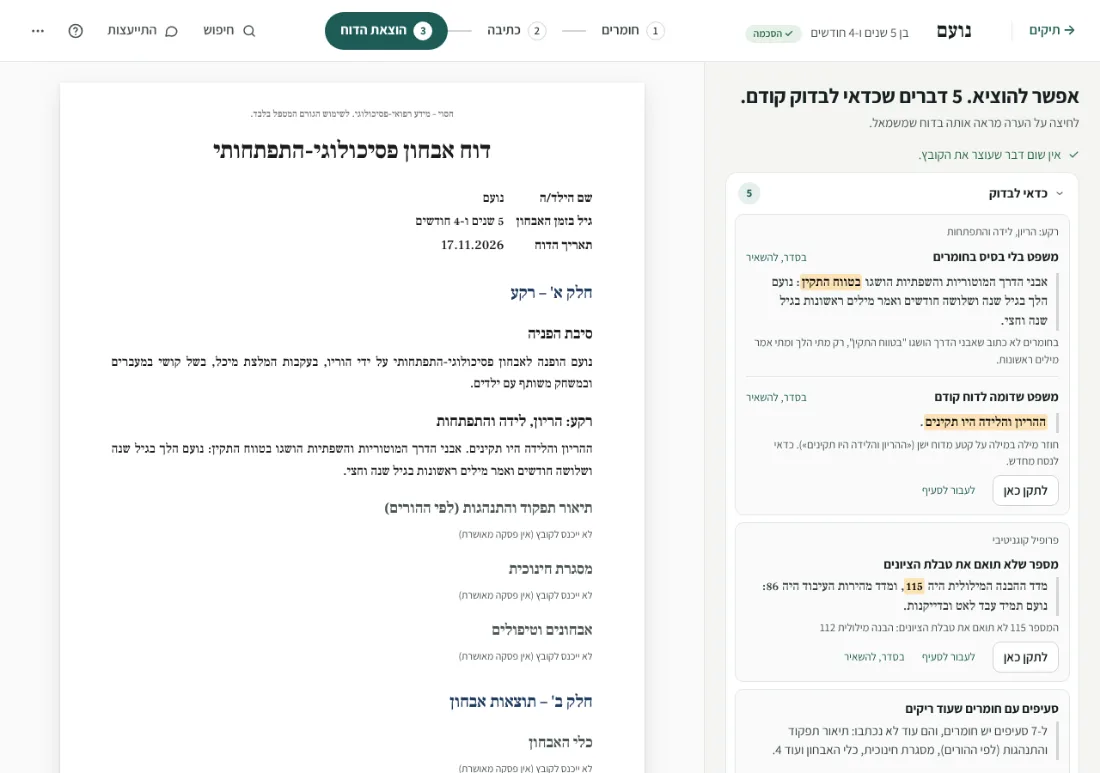 תיקים
נועם
בן 5 שנים ו-4 חודשים
הסכמה
1 חומרים
2 כתיבה
3 הוצאת הדוח
חיפוש
התייעצות
אפשר להוציא. 5 דברים שכדאי לבדוק קודם.
לחיצה על הערה מראה אותה בדוח שמשמאל.
אין שום דבר שעוצר את הקובץ.
כדאי לבדוק 5
רקע: הריון, לידה והתפתחות
משפט בלי בסיס בחומרים
בסדר, להשאיר
אבני הדרך המוטוריות והשפתיות הושגו בטווח התקין: נועם
הלך בגיל שנה ושלושה חודשים ואמר מילים ראשונות בגיל
שנה וחצי.
בחומרים לא כתוב שאבני הדרך הושגו "בטווח התקין", רק מתי הלך ומתי אמר
מילים ראשונות.
משפט שדומה לדוח קודם
בסדר, להשאיר
ההריון והלידה היו תקינים.
חוזר מילה במילה על קטע מדוח ישן («ההריון והלידה היו תקינים»). כדאי
לנסח מחדש.
לתקן כאן
לעבור לסעיף
פרופיל קוגניטיבי
מספר שלא תואם את טבלת הציונים
מדד ההבנה המילולית היה 115, ומדד מהירות העיבוד היה 86:
נועם תמיד עבד לאט ובדייקנות.
המספר 115 לא תואם את טבלת הציונים: הבנה מילולית 112
לתקן כאן
לעבור לסעיף
בסדר, להשאיר
סעיפים עם חומרים שעוד ריקים
ל-7 סעיפים יש חומרים, והם עוד לא נכתבו: תיאור תפקוד
והתנהגות (לפי ההורים), מסגרת חינוכית, כלי האבחון ועוד 4.
חסוי – מידע רפואי-פסיכולוגי. לשימוש הגורם המטפל בלבד.
דוח אבחון פסיכולוגי-התפתחותי
שם הילד/ה נועם
גיל בזמן האבחון 5 שנים ו-4 חודשים
תאריך הדוח 17.11.2026
חלק א' – רקע
סיבת הפניה
נועם הופנה לאבחון פסיכולוגי-התפתחותי על ידי הוריו, בעקבות המלצת מיכל, בשל קושי במעברים
ובמשחק משותף עם ילדים.
רקע: הריון, לידה והתפתחות
ההריון והלידה היו תקינים. אבני הדרך המוטוריות והשפתיות הושגו בטווח התקין: נועם הלך בגיל שנה
ושלושה חודשים ואמר מילים ראשונות בגיל שנה וחצי.
תיאור תפקוד והתנהגות (לפי ההורים)
לא ייכנס לקובץ (אין פסקה מאושרת)
מסגרת חינוכית
לא ייכנס לקובץ (אין פסקה מאושרת)
אבחונים וטיפולים
לא ייכנס לקובץ (אין פסקה מאושרת)
חלק ב' – תוצאות אבחון
כלי האבחון
לא ייכנס לקובץ (אין פסקה מאושרת)